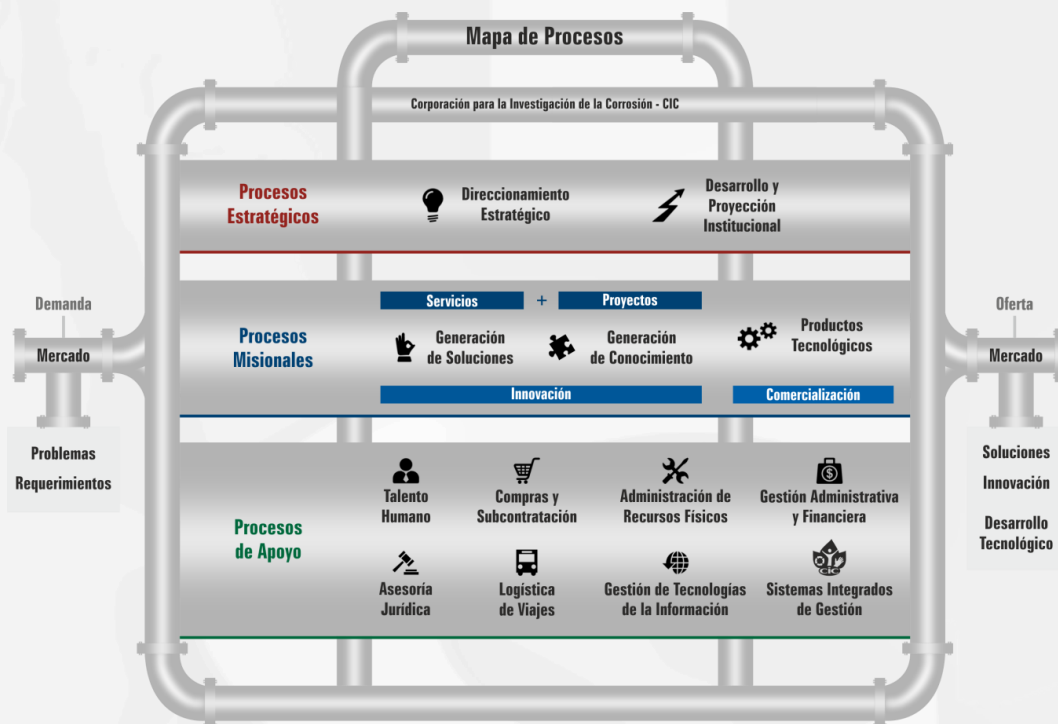 Mapa de Procesos
Corporación para la Investigación de la Corrosión - CIC
Procesos
Estratégicos
Direccionamiento
Estratégico
Desarrollo y
Proyección
Institucional
Demanda
Mercado
Problemas
Requerimientos
Procesos
Misionales
Servicios
+
Proyectos
Generación
de Soluciones
Generación
de Conocimiento
Productos
Tecnológicos
Innovación
Comercialización
Oferta
Mercado
Soluciones
Innovación
Desarrollo
Tecnológico
Procesos
de Apoyo
Talento
Humano
Compras y
Subcontratación
Administración de
Recursos Físicos
$
Gestión Administrativa
y Financiera
Asesoría
Jurídica
Logística
de Viajes
Gestión de Tecnologías
de la Información
CIC
Sistemas Integrados
de Gestión